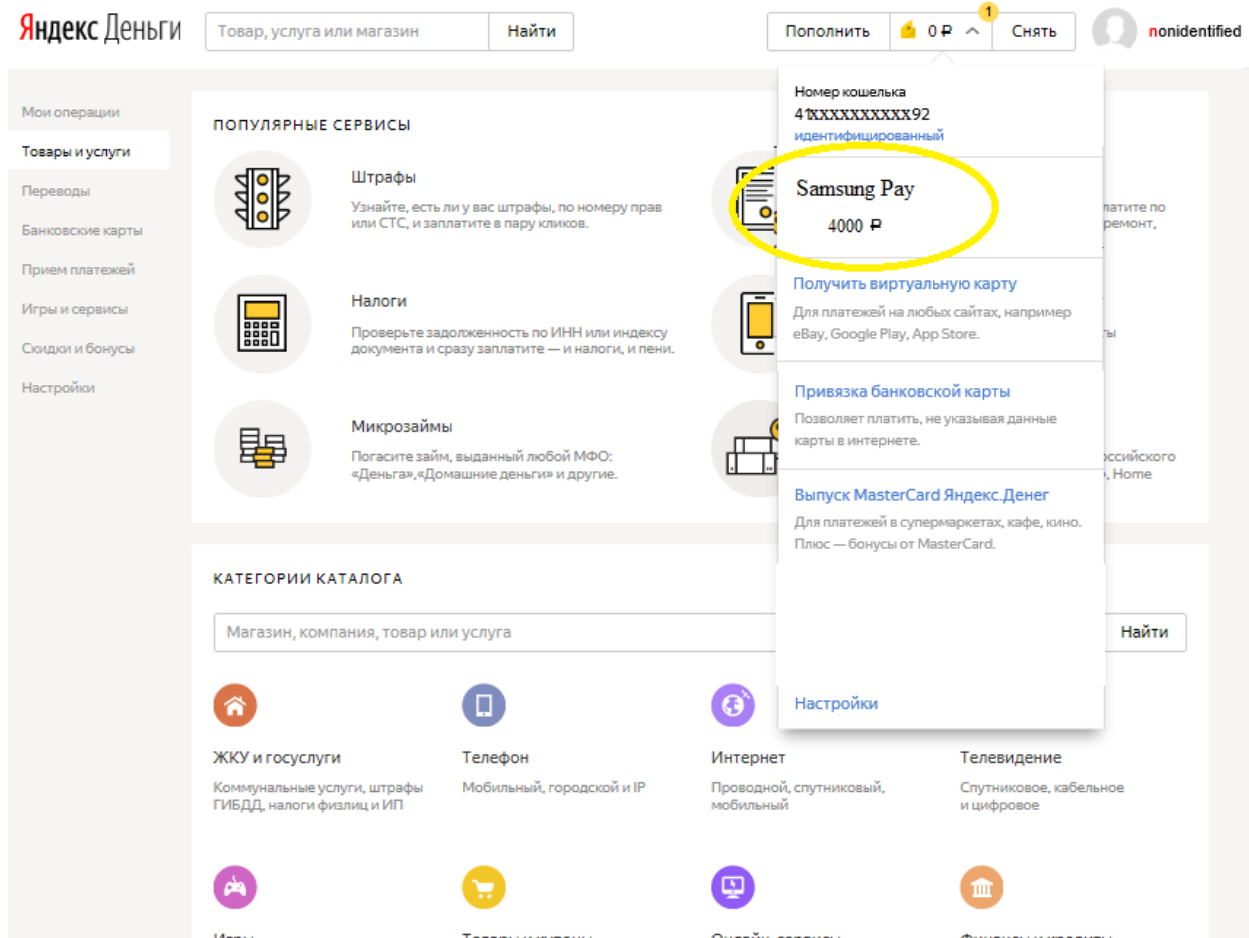 Яндекс Деньги
Товар, услуга или магазин
Найти
Пополнить
0 ₽
1
Снять
nonidentified
Мои операции
Товары и услуги
Переводы
Банковские карты
Прием платежей
Игры и сервисы
Скидки и бонусы
Настройки
ПОПУЛЯРНЫЕ СЕРВИСЫ
Штрафы
Узнайте, есть ли у вас штрафы, по номеру прав
или СТС, и заплатите в пару кликов.
Налоги
Проверьте задолженность по ИНН или индексу
документа и сразу заплатите — и налоги, и пени.
Микрозаймы
Погасите займ, выданный любой МФО:
«Деньга»,«Домашние деньги» и другие.
Номер кошелька
41XXXXXXXXXX92
идентифицированный
Samsung Pay
4000 ₽
Получить виртуальную карту
Для платежей на любых сайтах, например
eBay, Google Play, App Store.
Привязка банковской карты
Позволяет платить, не указывая данные
карты в интернете.
Выпуск MasterCard Яндекс.Денег
Для платежей в супермаркетах, кафе, кино.
Плюс — бонусы от MasterCard.
Настройки
латите по
ремонт,
ты
оссийского
, Home
КАТЕГОРИИ КАТАЛОГА
Магазин, компания, товар или услуга
Найти
ЖКУ и госуслуги
Коммунальные услуги, штрафы
ГИБДД, налоги физлиц и ИП
Телефон
Мобильный, городской и IP
Интернет
Проводной, спутниковый,
мобильный
Телевидение
Спутниковое, кабельное
и цифровое